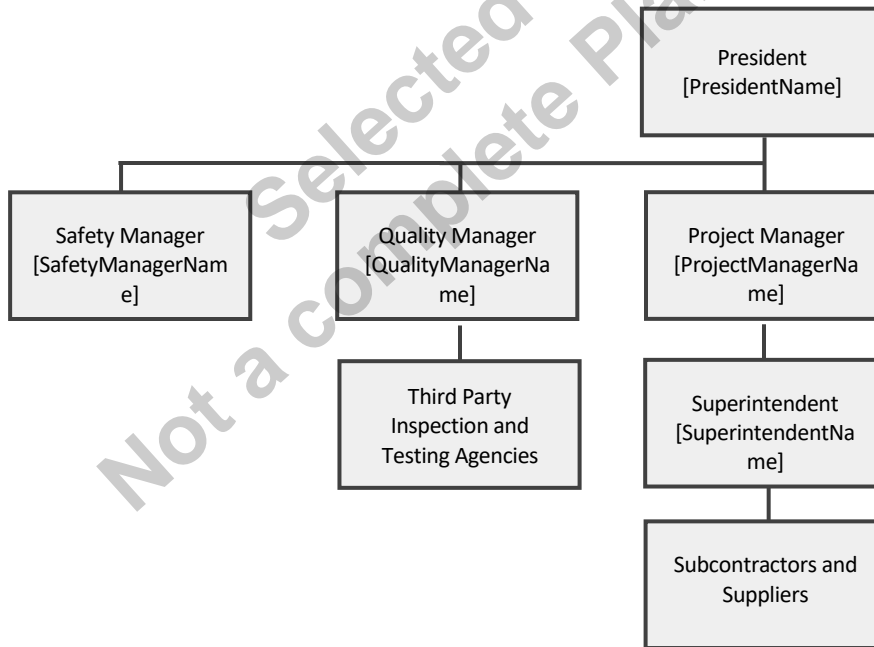 President
[PresidentName]
Safety Manager
[SafetyManagerNam
e]
Quality Manager
[QualityManagerNa
me]
Project Manager
[ProjectManagerNa
me]
Third Party
Inspection and
Testing Agencies
Superintendent
[SuperintendentNa
me]
Subcontractors and
Suppliers
Selected
Not a complete Pla